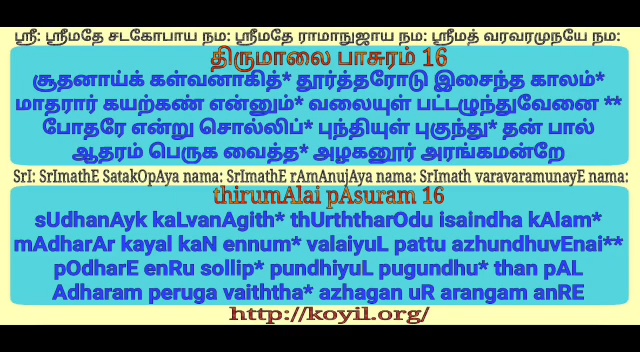 ஸ்ரீ: ஸ்ரீமதே சடகோபாய நம: ஸ்ரீமதே ராமாநுஜாய நம: ஸ்ரீமத் வரவரமுநயே நம:
திருமாலை பாசுரம் 16
சூதனாய்க் கள்வனாகித்* தூர்த்தரோடு இசைந்த காலம்*
மாதரார் கயற்கண் என்னும்* வலையுள் பட்டழுந்துவேனை **
போதரே என்று சொல்லிப்* புந்தியுள் புகுந்து* தன் பால்
ஆதரம் பெருக வைத்த* அழகனூர் அரங்கமன்றே
SrI: SrImathE SatakOpAya nama: SrImathE rAmAnujAya nama: SrImath varavaramunayE nama:
thirumAlai pAsuram 16
sUdhanAyk kaLvanAgith* thUrththarOdu isaindha kAlam*
mAdharAr kayal kaN ennum* valaiyuL pattu azhundhuvEnai**
pOdharE enRu sollip* pundhiyuL pugundhu* than pAL
Adharam peruga vaiththa* azhagan uR arangam anRE
http://koyil.org/